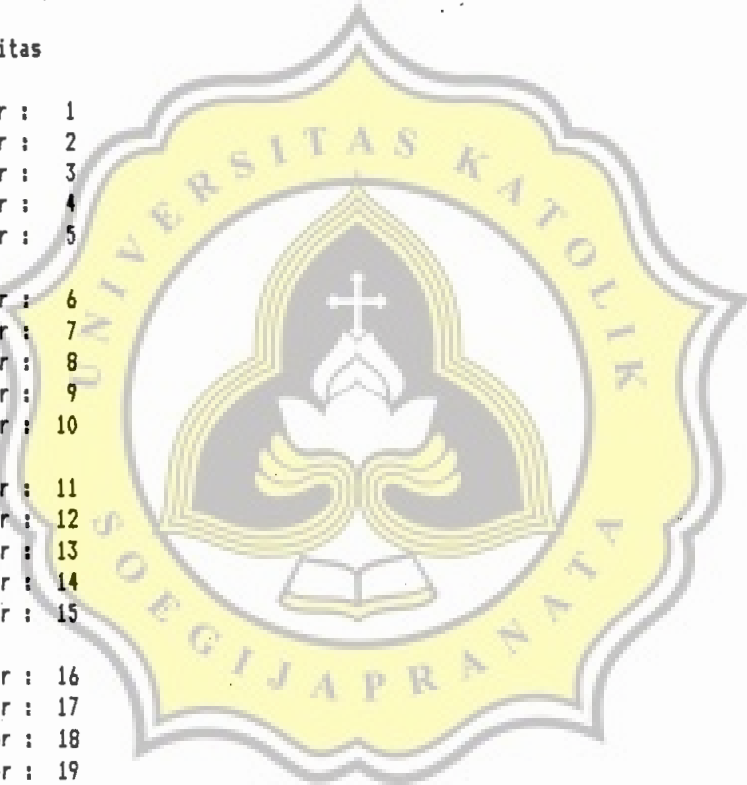 itas
r : 1
r : 2
r : 3
r : 4
r : 5
r : 6
r : 7
r : 8
r : 9
r : 10
r : 11
r : 12
r : 13
r : 14
r : 15
r : 16
r : 17
r : 18
r : 19
UNIVERSITAS KATOLIK
SOEGIJAPRANATA